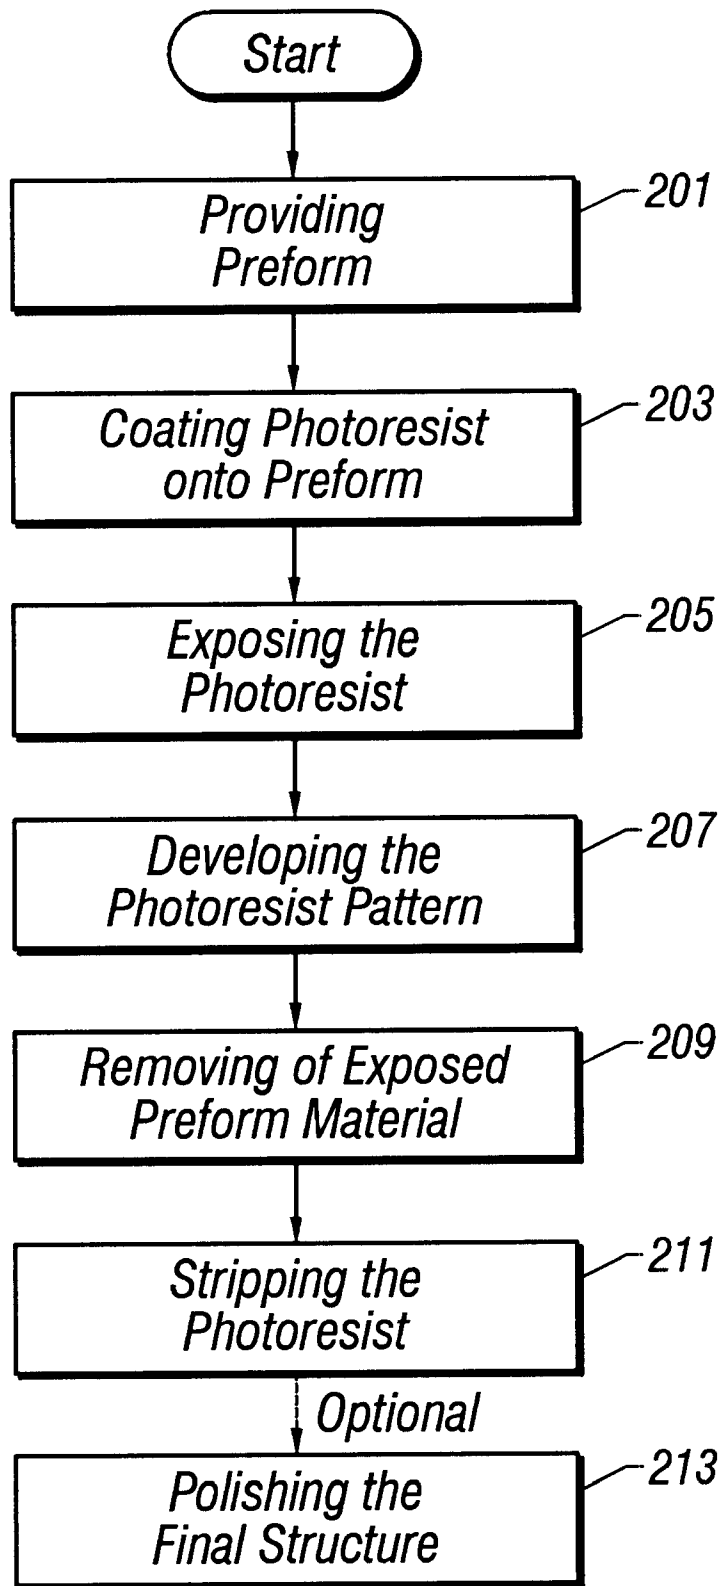 Start
Providing
Preform
201
Coating Photoresist
onto Preform
203
Exposing the
Photoresist
205
Developing the
Photoresist Pattern
207
Removing of Exposed
Preform Material
209
Stripping the
Photoresist
211
Optional
Polishing the
Final Structure
213